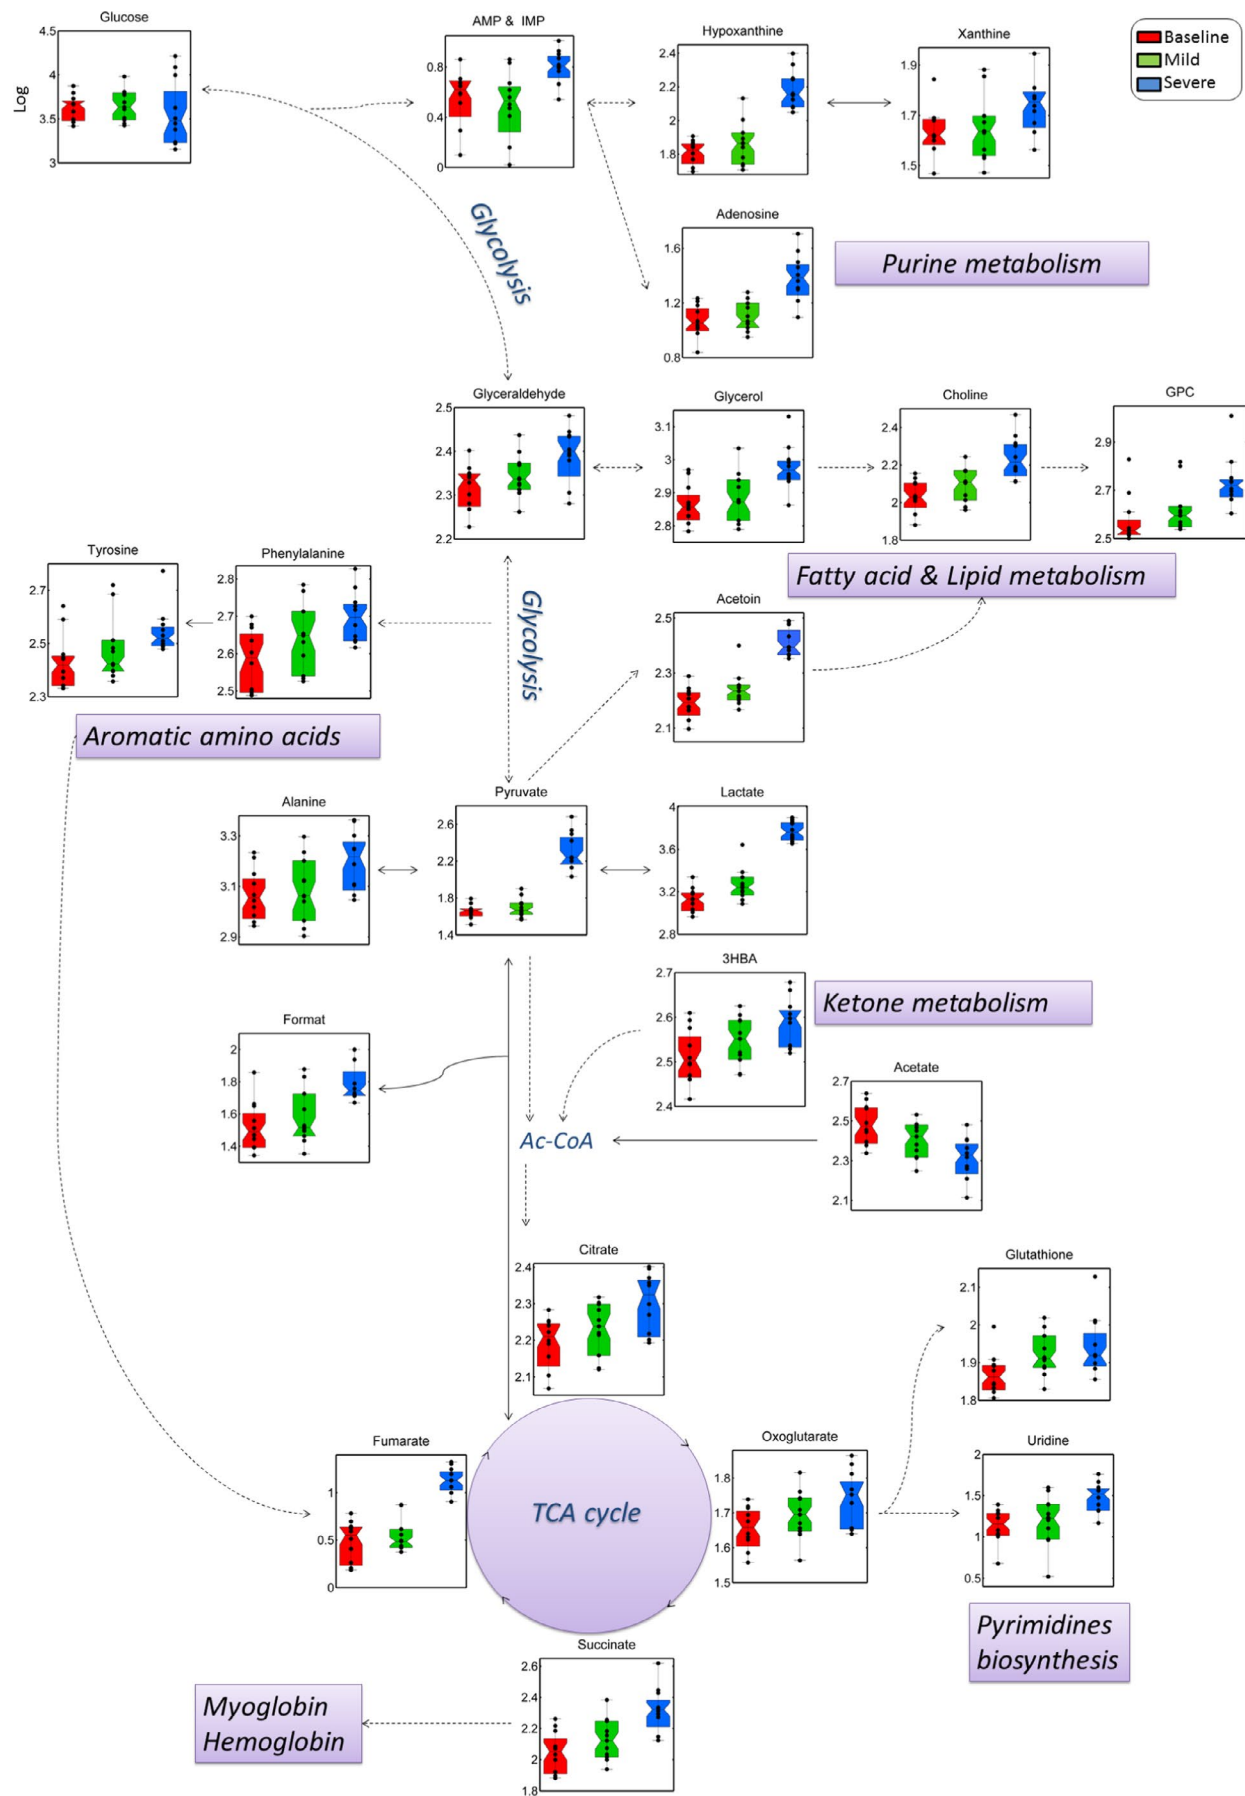 Glucose
4.5
4
3.5
3
Log
AMP & IMP
0.8
0.4
0
Hypoxanthine
2.4
2.2
2
1.8
Xanthine
1.9
1.7
1.5
Baseline
Mild
Severe
Adenosine
1.6
1.2
0.8
Purine metabolism
Glycolysis
Glyceraldehyde
2.5
2.4
2.3
2.2
Glycerol
3.1
3
2.9
2.8
Choline
2.4
2.2
2
1.8
GPC
2.9
2.7
2.5
Fatty acid & Lipid metabolism
Tyrosine
2.7
2.5
2.3
Phenylalanine
2.8
2.7
2.6
2.5
Glycolysis
Acetoin
2.5
2.3
2.1
Aromatic amino acids
Alanine
3.3
3.1
2.9
Pyruvate
2.6
2.2
1.8
1.4
Lactate
4
3.6
3.2
2.8
3HBA
2.7
2.6
2.5
2.4
Ketone metabolism
Format
2
1.8
1.6
1.4
Acetate
2.7
2.5
2.3
2.1
Ac-CoA
Citrate
2.4
2.3
2.2
2.1
Glutathione
2.1
2
1.9
1.8
Fumarate
1
0.5
0
TCA cycle
Oxoglutarate
1.8
1.7
1.6
1.5
Uridine
2
1.5
1
0.5
Pyrimidines
biosynthesis
Succinate
2.6
2.4
2.2
2
1.8
Myoglobin
Hemoglobin